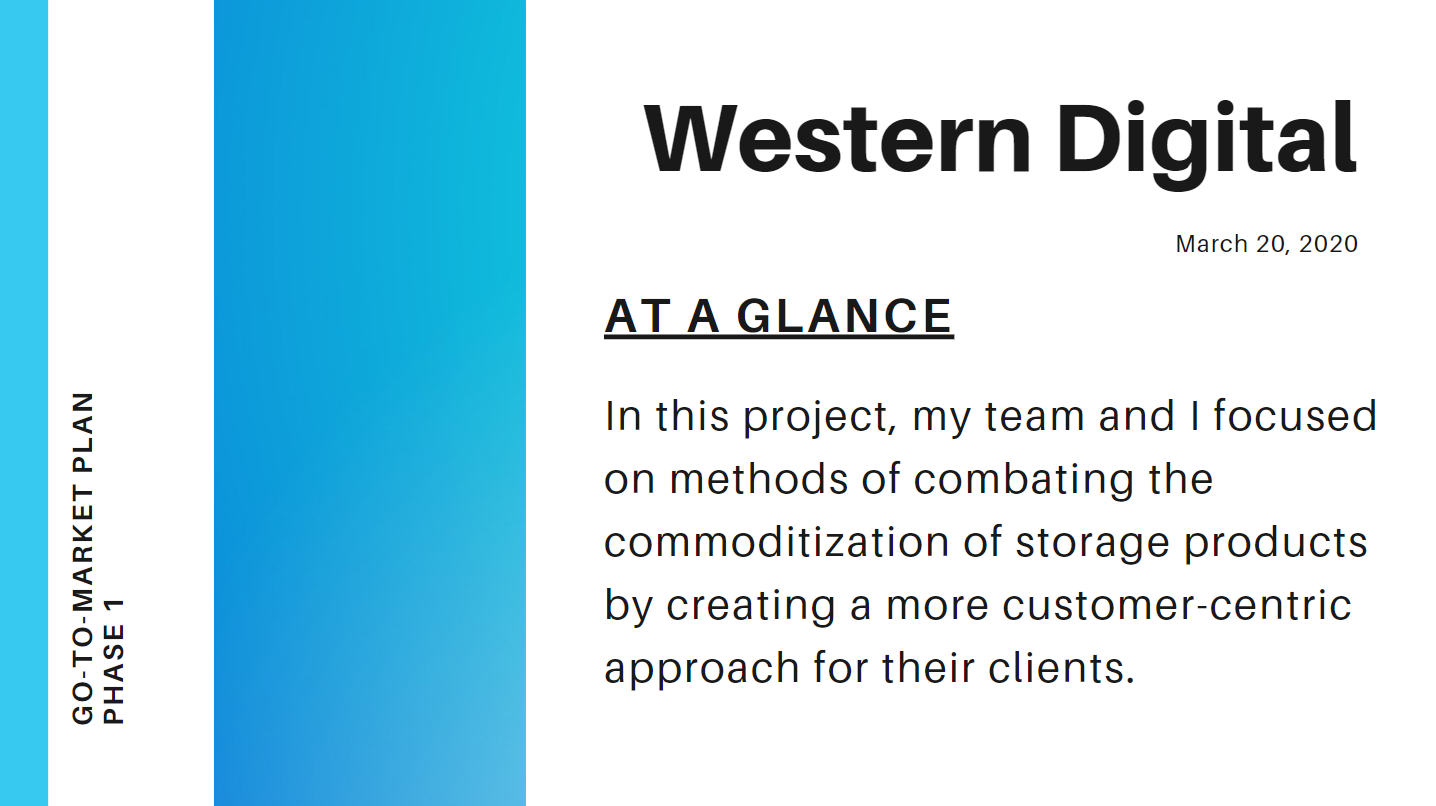 GO-TO-MARKET PLAN
PHASE 1
Western Digital
March 20, 2020
AT A GLANCE
In this project, my team and I focused
on methods of combating the
commoditization of storage products
by creating a more customer-centric
approach for their clients.